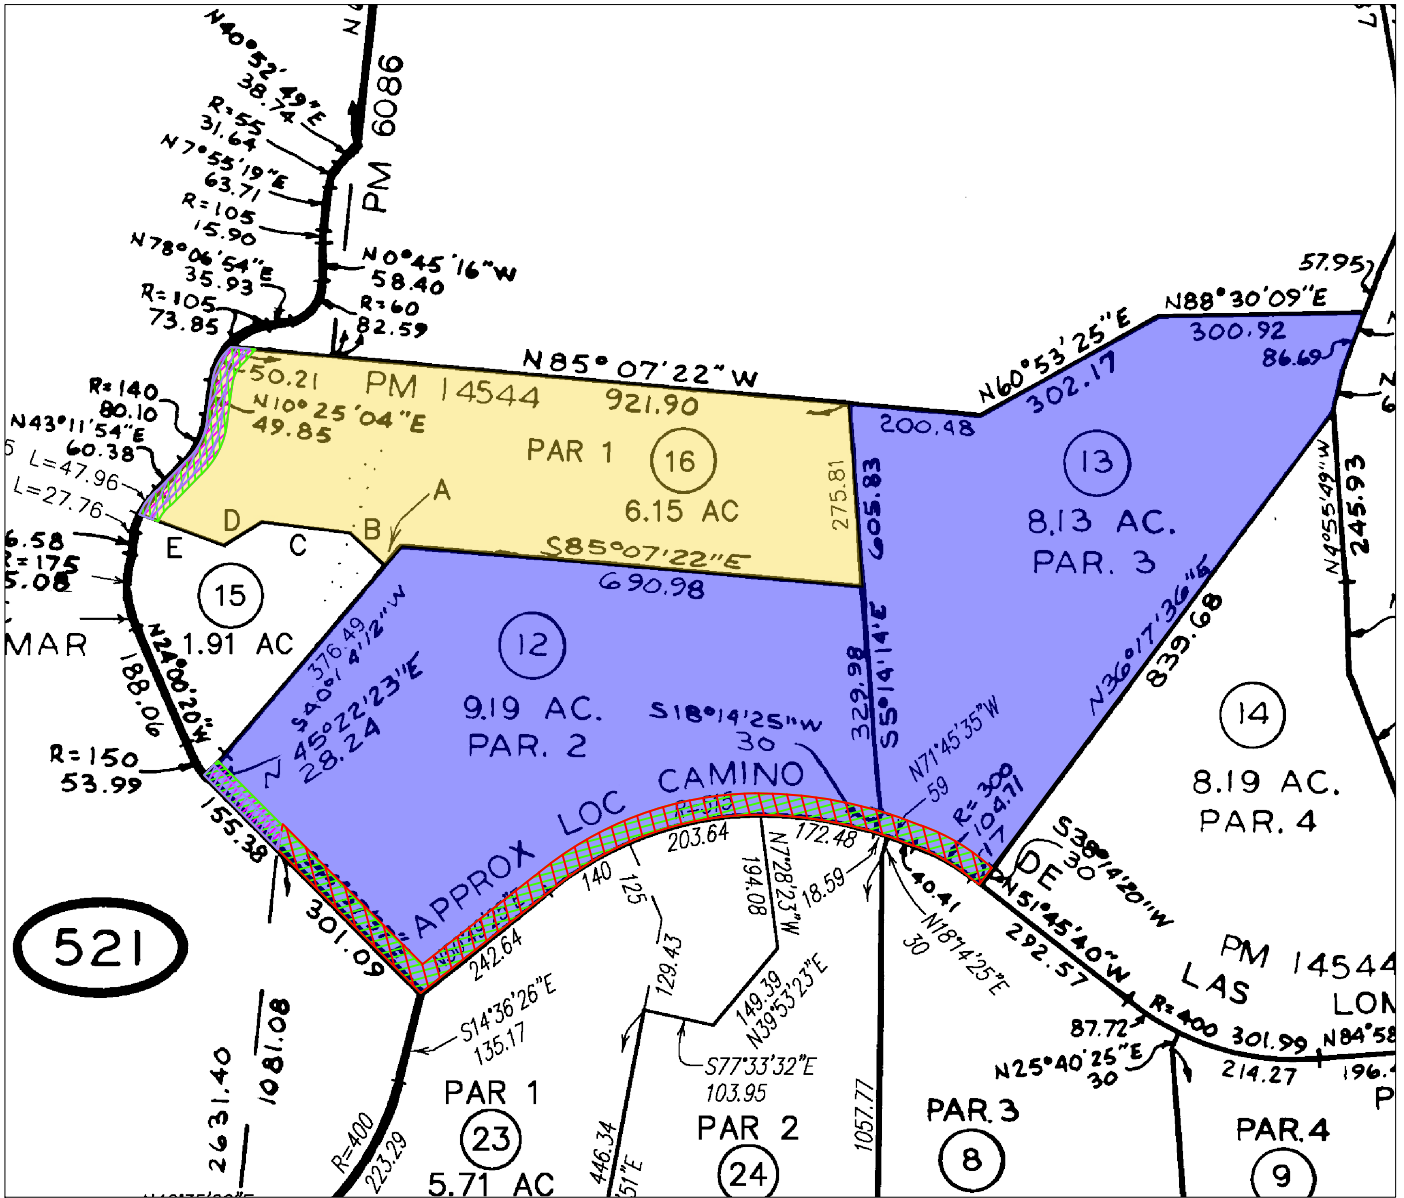 N40°52'49"E
38.74
R=55
31.64
N7°55'19"E
63.71
R=105
15.90
N78°06'54"E
35.93
R=105
73.85
PM 6086
N0°45'16"W
58.40
R=60
82.59
57.95
N88°30'09"E
300.92
86.69
N60°53'25"E
302.17
N85°07'22"W
921.90
50.21
PM 14544
N10°25'04"E
49.85
R=140
80.10
N43°11'54"E
60.38
L=47.96
L=27.76
200.48
PAR 1
16
6.15 AC
13
8.13 AC.
PAR. 3
275.81
605.83
A
B
C
D
E
S85°07'22"E
690.98
6.58
R=175
5.08
15
1.91 AC
MAR
N24°00'20"W
188.06
R=150
53.99
376.49
N 45°22'23"E
28.24
12
9.19 AC.
PAR. 2
S18°14'25"W
30
329.98
S5°14'14"E
N71°45'35"W
59
R=300
104.71
N36°17'36"E
839.68
N4°55'49"W
245.93
14
8.19 AC.
PAR. 4
155.38
301.09
APPROX LOC CAMINO DE LAS LOM
203.64
172.48
140
125
242.64
N7°28'23"W
194.08
18.59
40.41
N18°14'25"E
30
S38°14'20"W
30
N51°45'40"W
292.57
PM 14544
521
129.43
149.39
N39°53'23"E
S14°36'26"E
135.17
S77°33'32"E
103.95
87.72
R=400
301.99
N84°58
N25°40'25"E
30
214.27
196.
2631.40
1081.08
R=400
223.29
PAR 1
23
5.71 AC
446.34
51"E
PAR 2
24
1057.77
PAR. 3
8
PAR. 4
9